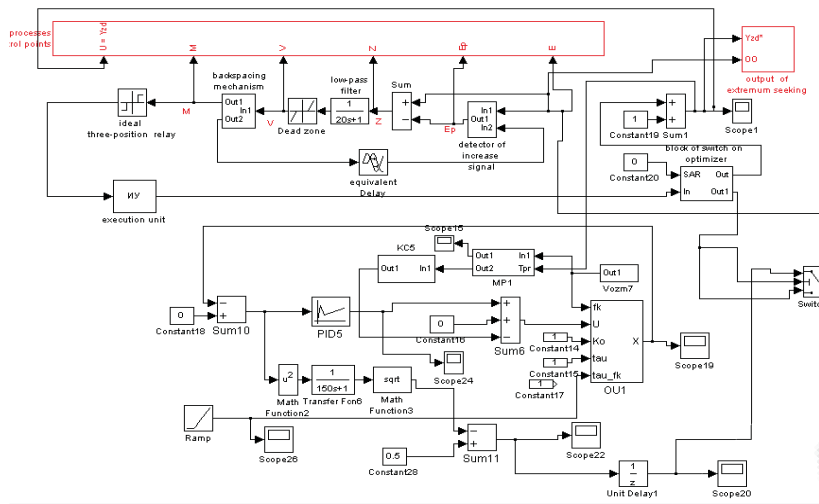 processes
rol points
U = Yzd
M
V
Z
Ep
E
Yzd*
OO
output of
extremum seeking
backspacing
mechanism
Out1
Out2
In1
low-pass
filter
1
20s+1
Sum
+
−
In1
Out1
In2
detector of
increase
signal
Dead zone
M
V
Z
Ep
ideal
three-position relay
equivalent
Delay
ИУ
execution unit
1
Constant19
+
+
Sum1
Scope1
block of switch on
optimizer
0
Constant20
SAR
Out
In
Out1
Scope15
KC5
Out1
In1
Out1
In1
Out2
Tpr
MP1
Out1
Vozm7
Switc
0
Constant18
−
+
Sum10
PID5
0
Constant16
+
+
−
Sum6
Constant14
Constant15
Constant17
1
1
1
fk
U
Ko
tau
tau_fk
X
OU1
Scope19
Scope24
u²
Math
Function2
1
150s+1
Transfer Fcn6
sqrt
Math
Function3
Ramp
Scope26
0.5
Constant28
−
+
Sum11
Scope22
1
z
Unit Delay1
Scope20